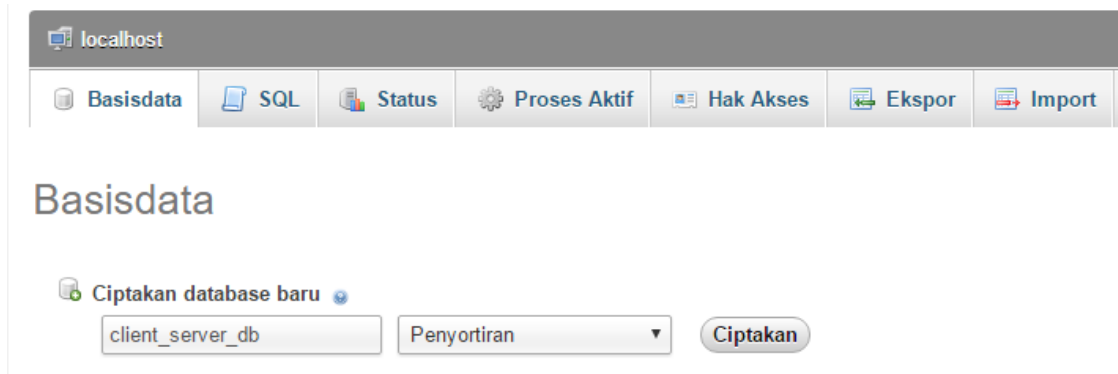 localhost
Basisdata SQL Status Proses Aktif Hak Akses Ekspor Import
Basisdata
Ciptakan database baru
client_server_db Penyortiran Ciptakan